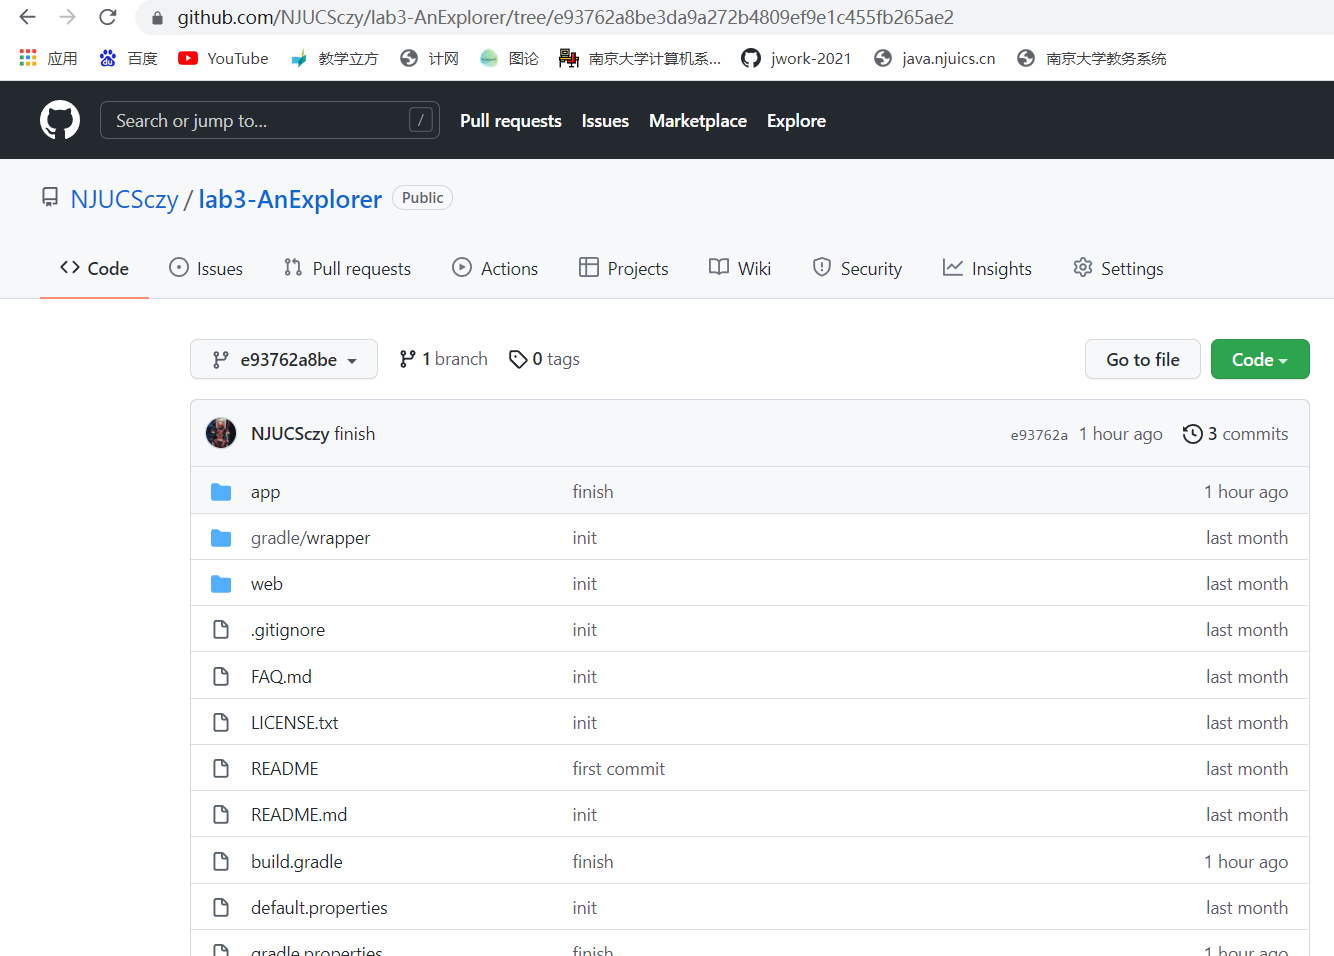 github.com/NJUCSczy/lab3-AnExplorer/tree/e93762a8be3da9a272b4809ef9e1c455fb265ae2
应用 百度 YouTube 教学立方 计网 图论 南京大学计算机系... jwork-2021 java.njuics.cn 南京大学教务系统
Search or jump to... / Pull requests Issues Marketplace Explore
NJUCSczy / lab3-AnExplorer Public
Code Issues Pull requests Actions Projects Wiki Security Insights Settings
e93762a8be 1 branch 0 tags Go to file Code
NJUCSczy finish e93762a 1 hour ago 3 commits
app finish 1 hour ago
gradle/wrapper init last month
web init last month
.gitignore init last month
FAQ.md init last month
LICENSE.txt init last month
README first commit last month
README.md init last month
build.gradle finish 1 hour ago
default.properties init last month
gradle.properties finish 1 hour ago